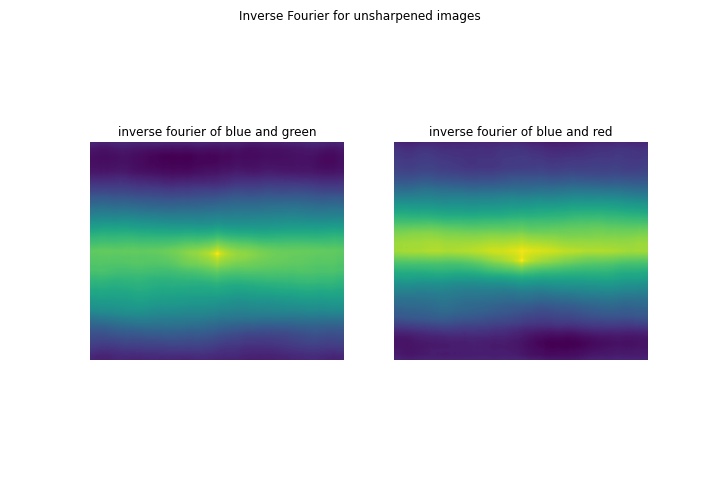 Inverse Fourier for unsharpened images
inverse fourier of blue and green
inverse fourier of blue and red